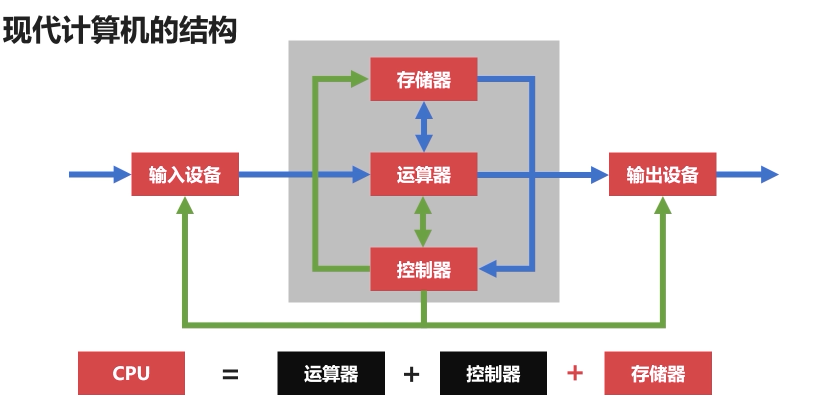 现代计算机的结构
存储器
输入设备
运算器
输出设备
控制器
CPU = 运算器 + 控制器 + 存储器